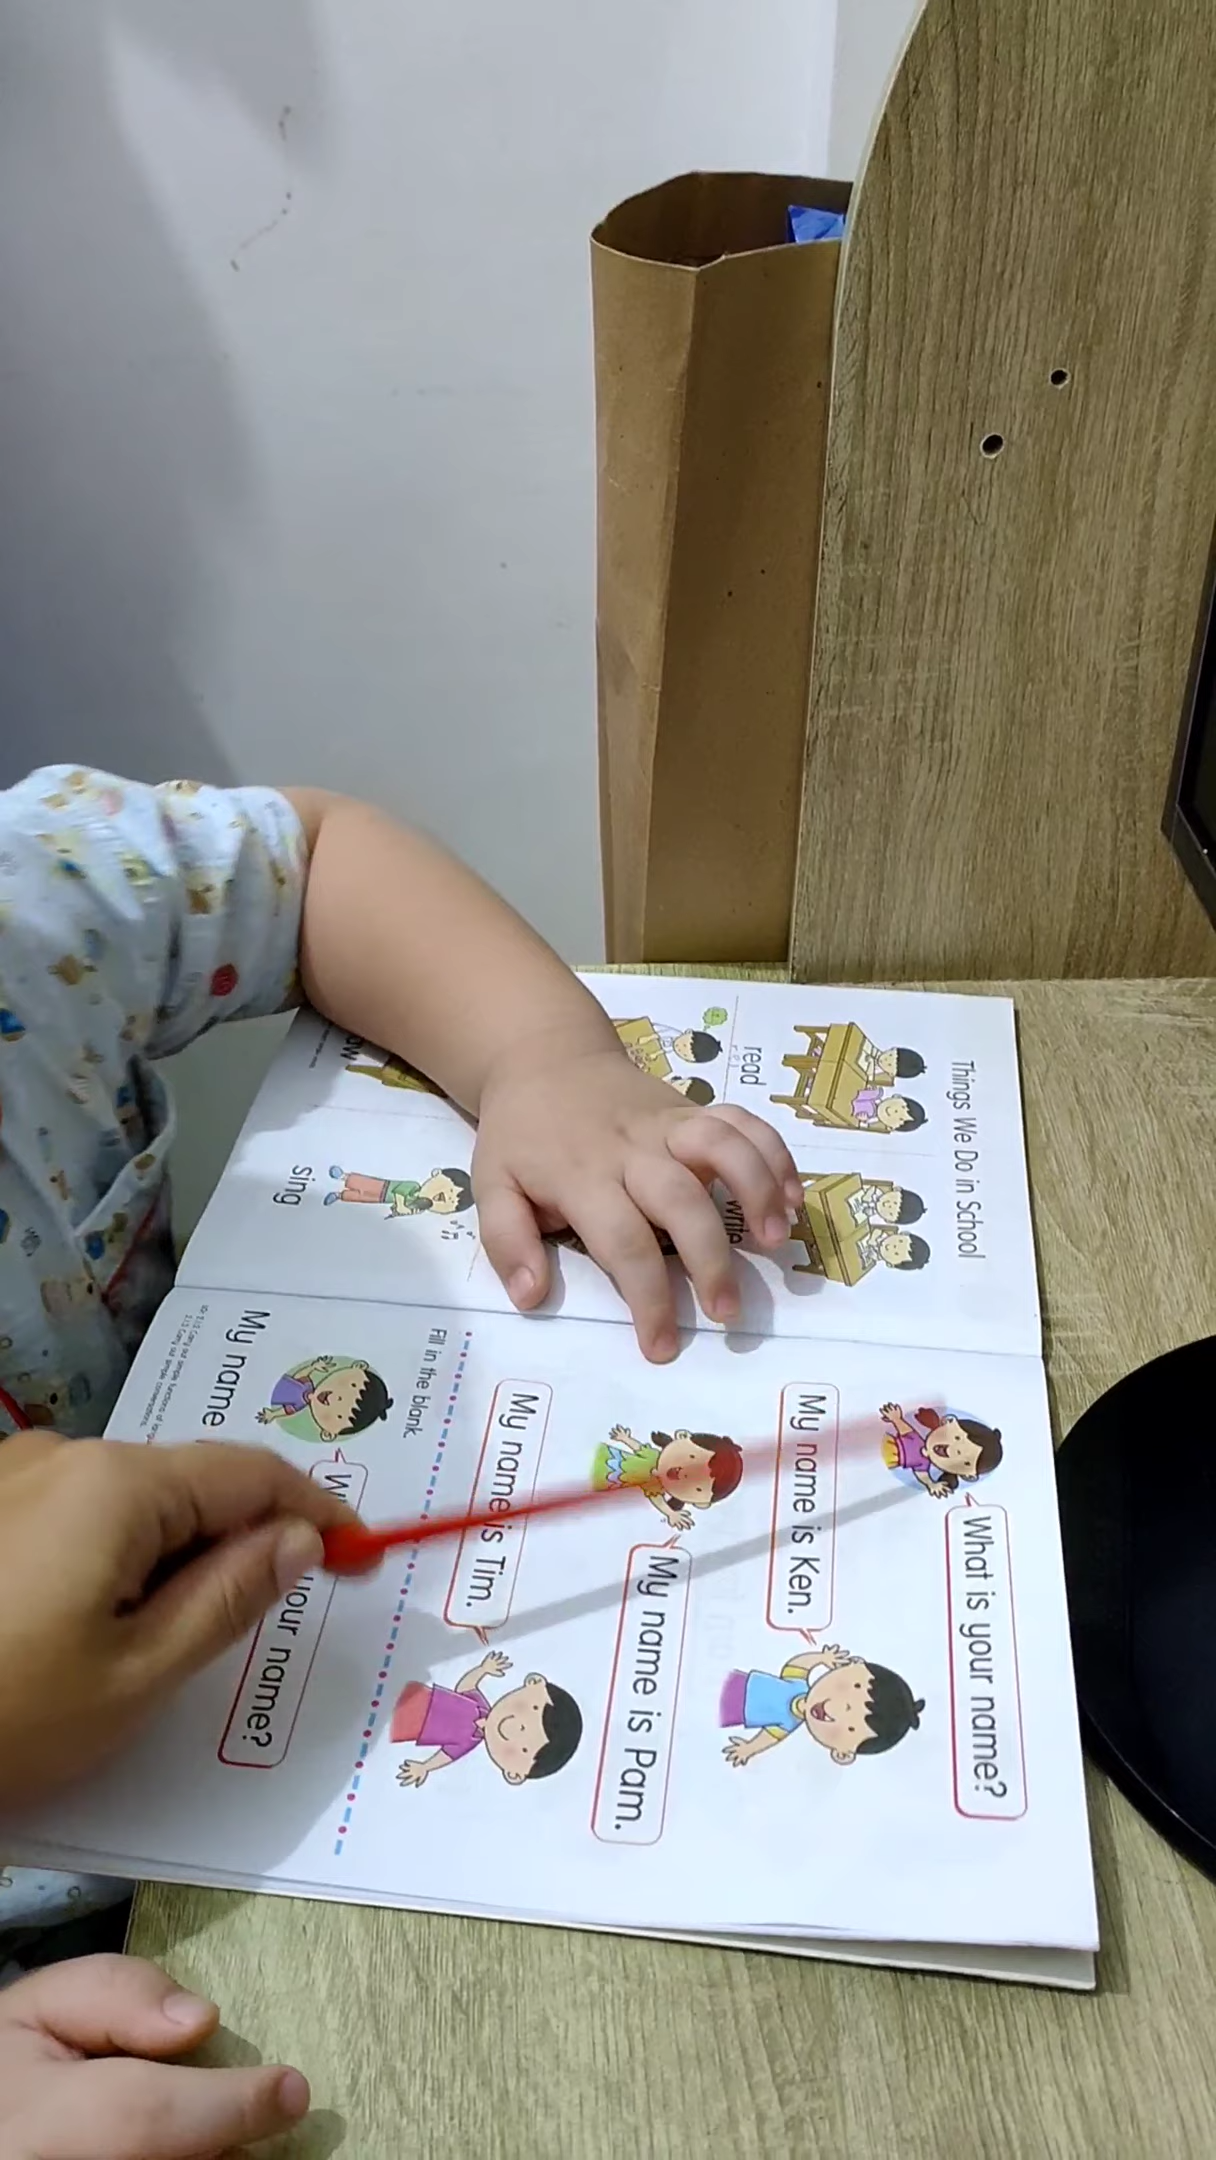 Things We Do in School
read
write
sing
What is your name?
My name is Ken.
My name is Pam.
My name is Tim.
Fill in the blank.
your name?
My name